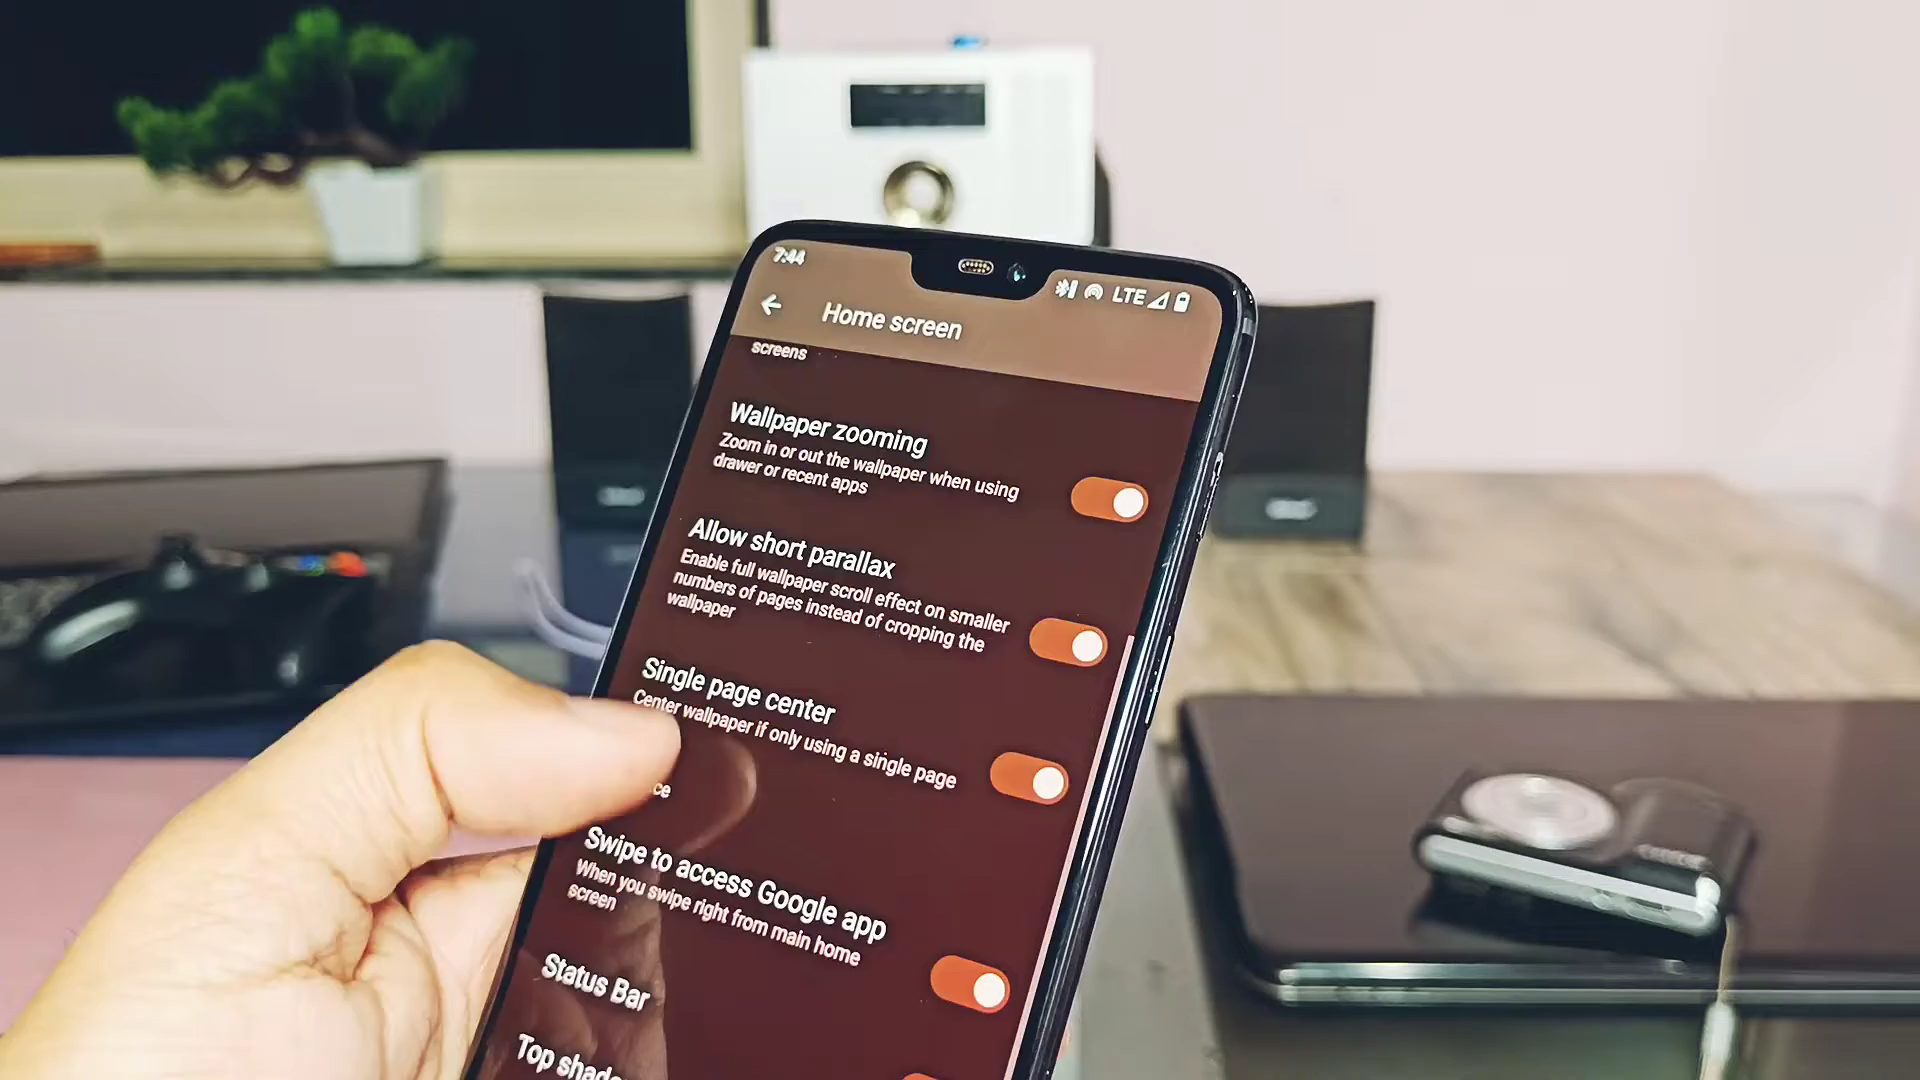 7:44
LTE
Home screen
screens
Wallpaper zooming
Zoom in or out the wallpaper when using
drawer or recent apps
Allow short parallax
Enable full wallpaper scroll effect on smaller
numbers of pages instead of cropping the
wallpaper
Single page center
Center wallpaper if only using a single page
Swipe to access Google app
When you swipe right from main home
screen
Status Bar
Top